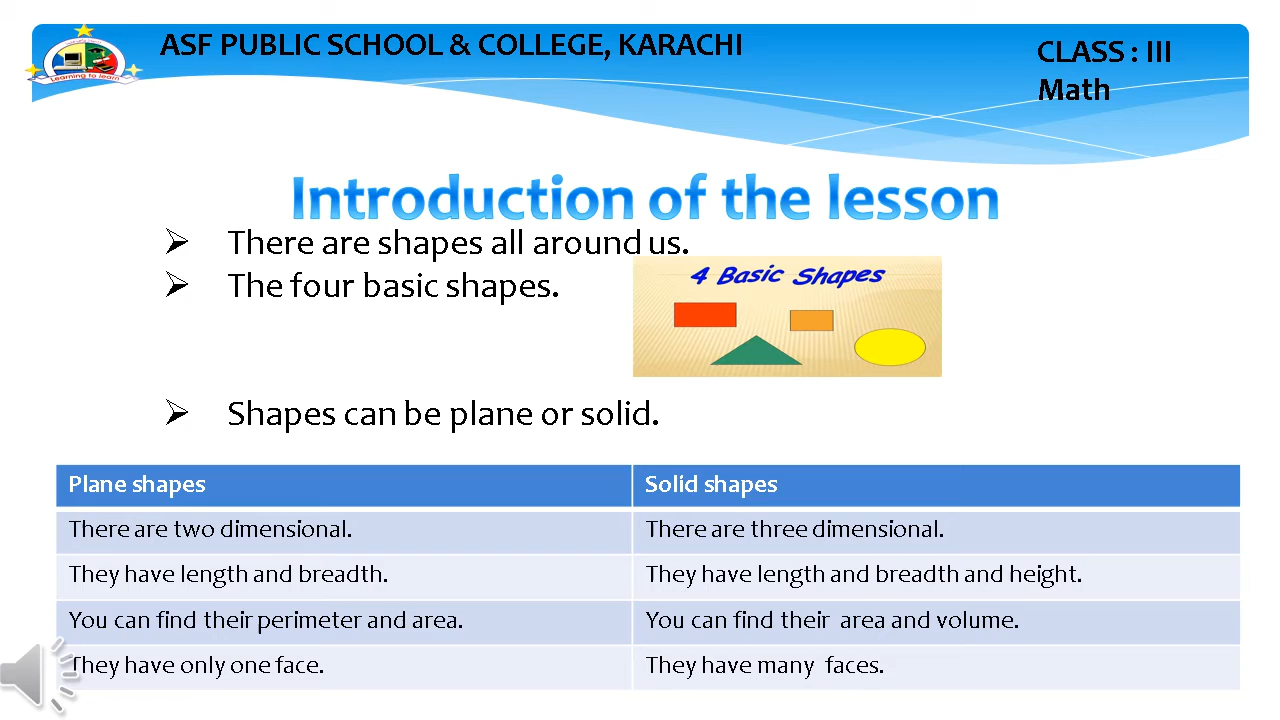 ASF PUBLIC SCHOOL & COLLEGE, KARACHI
CLASS : III
Math
Learning to learn
Introduction of the lesson
There are shapes all around us.
The four basic shapes.
4 Basic Shapes
Shapes can be plane or solid.
Plane shapes
Solid shapes
There are two dimensional.
There are three dimensional.
They have length and breadth.
They have length and breadth and height.
You can find their perimeter and area.
You can find their area and volume.
They have only one face.
They have many faces.